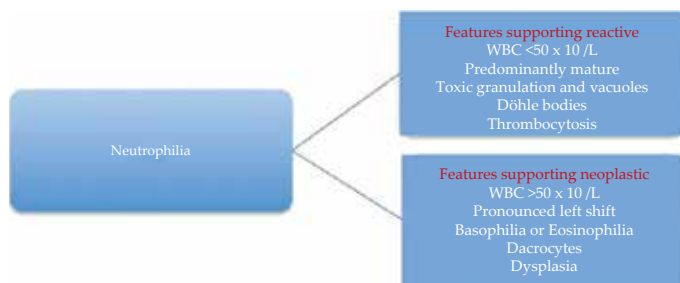 Neutrophilia
Features supporting reactive
WBC <50 x 10 /L
Predominantly mature
Toxic granulation and vacuoles
Döhle bodies
Thrombocytosis
Features supporting neoplastic
WBC >50 x 10 /L
Pronounced left shift
Basophilia or Eosinophilia
Dacrocytes
Dysplasia